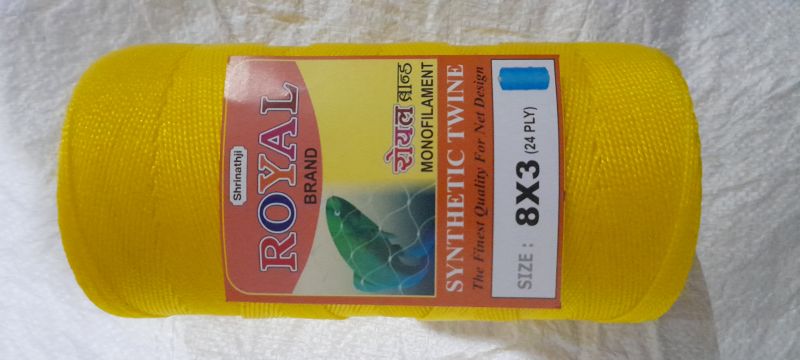 Shrinathji
ROYAL
BRAND
रोयल ब्रान्ड
MONOFILAMENT
SYNTHETIC TWINE
The Finest Quality For Net Design
SIZE : 8X3 (24 PLY)